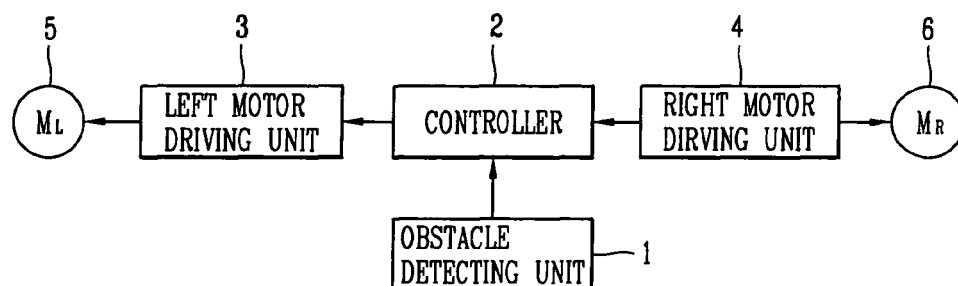 5
3
2
4
6
ML
LEFT MOTOR
DRIVING UNIT
CONTROLLER
RIGHT MOTOR
DIRVING UNIT
MR
OBSTACLE
DETECTING UNIT
1